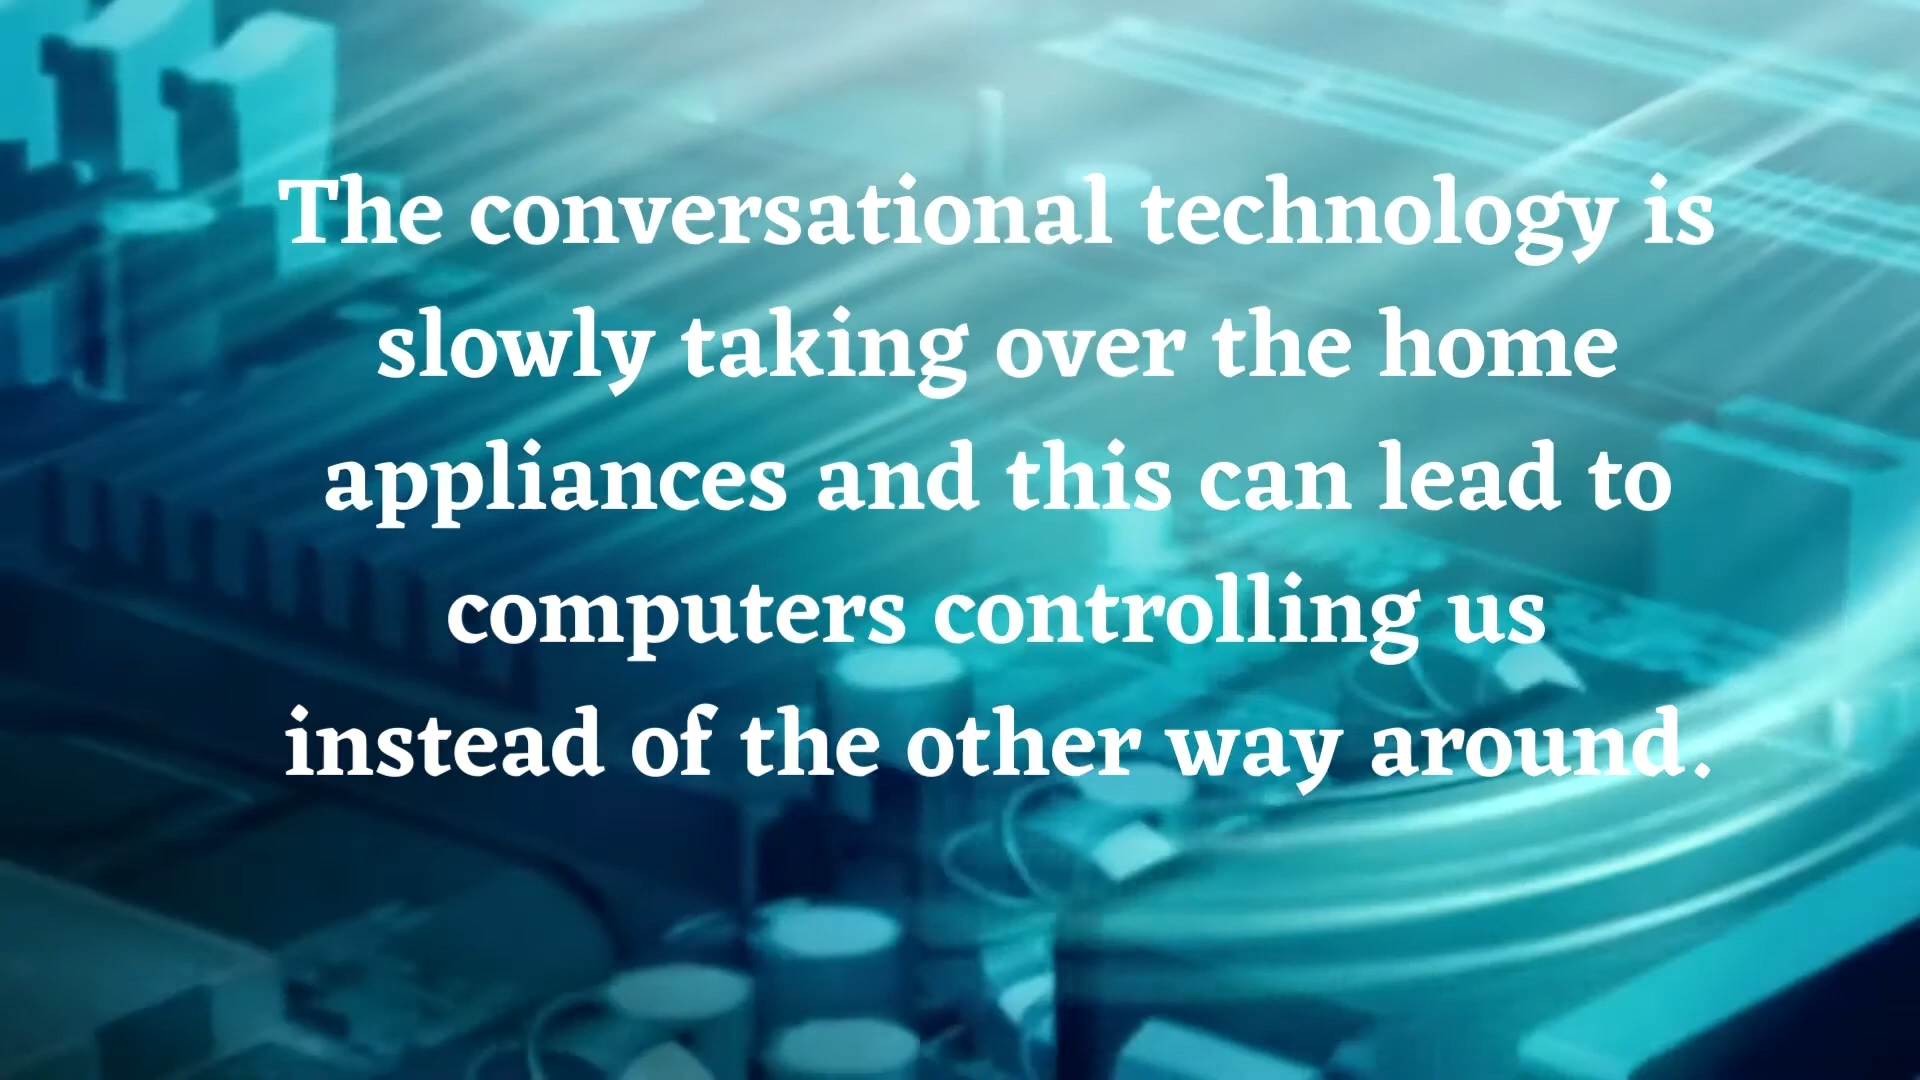 The conversational technology is
slowly taking over the home
appliances and this can lead to
computers controlling us
instead of the other way around.